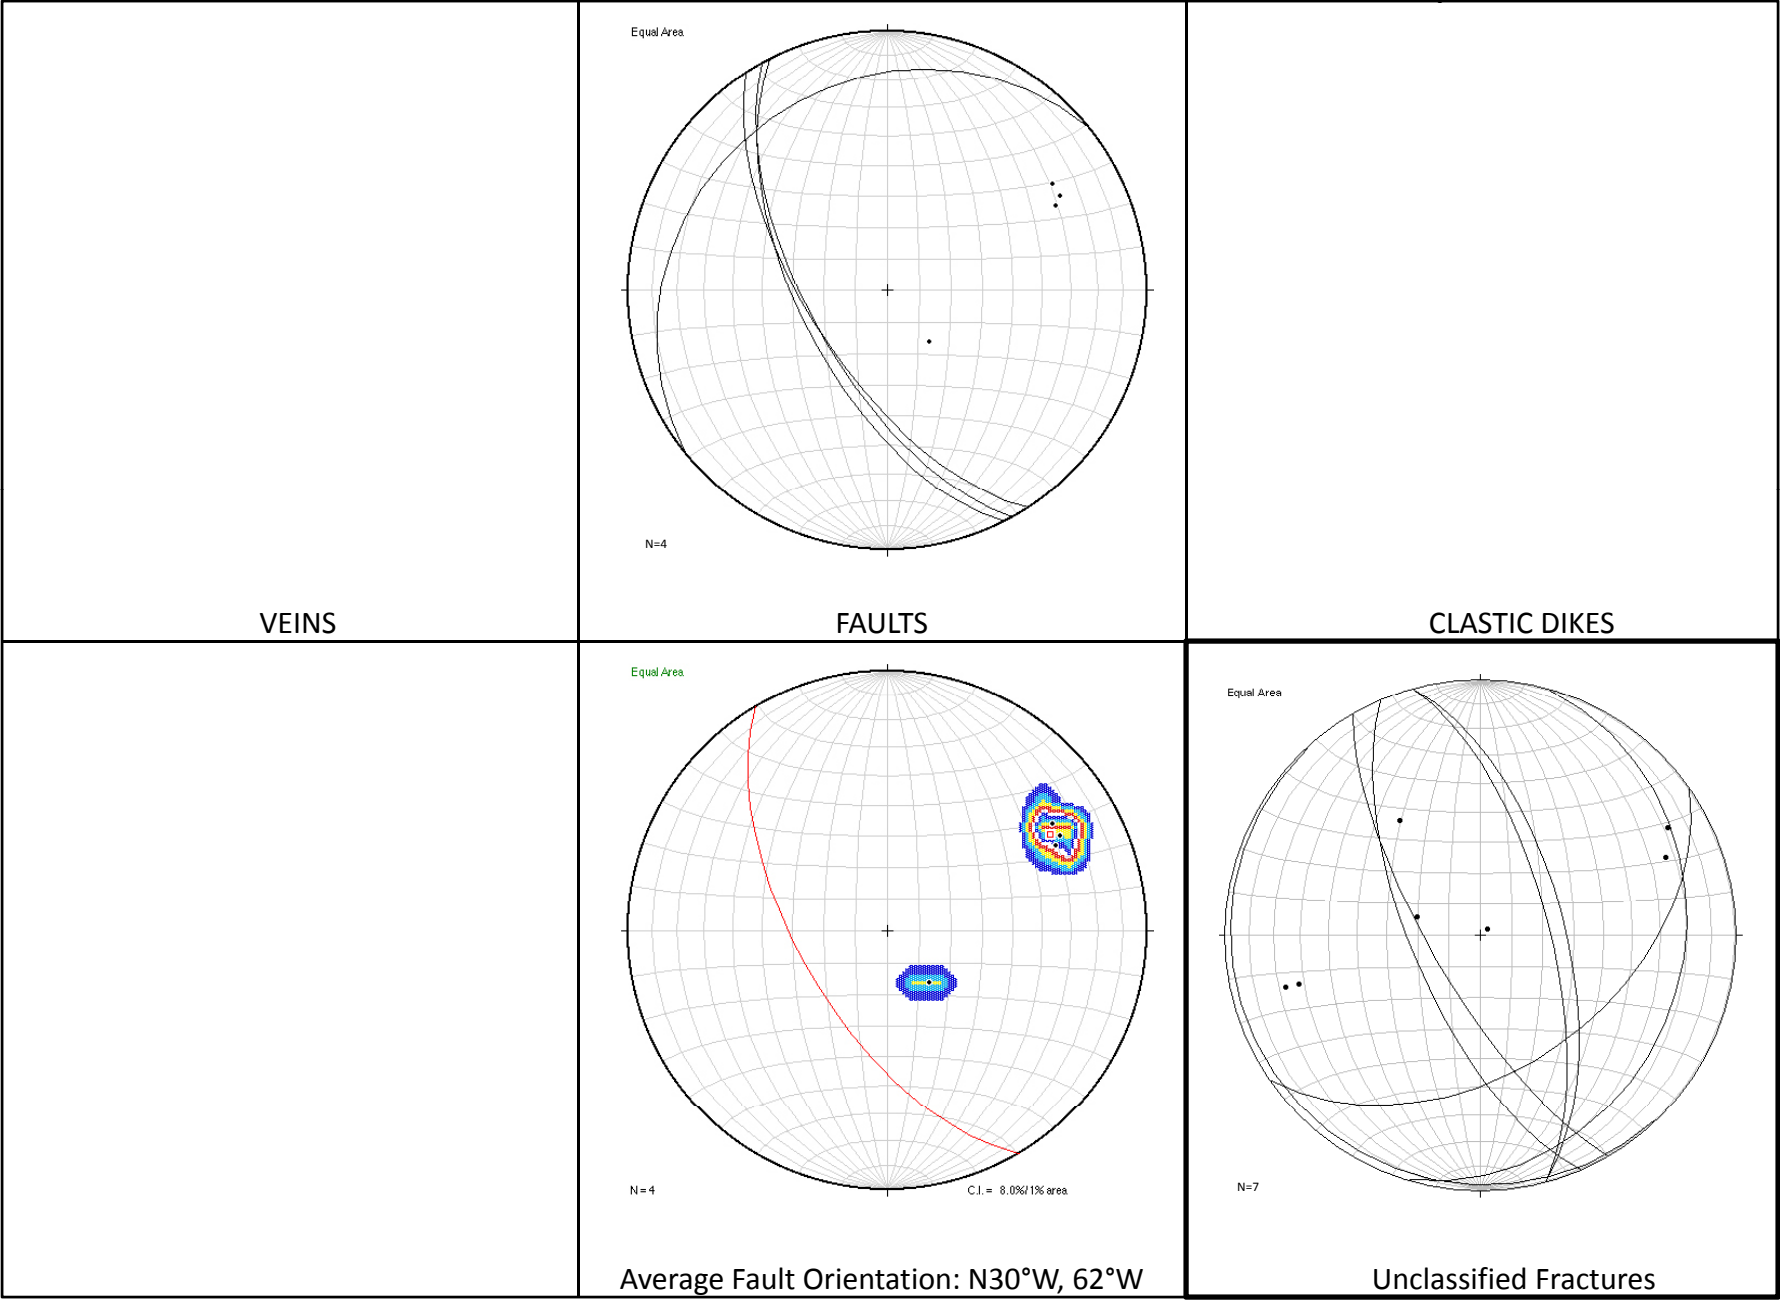 Equal Area
N=4
VEINS
FAULTS
CLASTIC DIKES
Equal Area
N = 4
C.I. = 8.0%/1% area
Average Fault Orientation: N30°W, 62°W
Equal Area
N=7
Unclassified Fractures